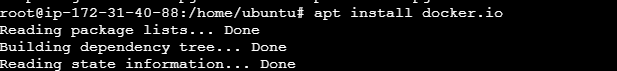 root@ip-172-31-40-88:/home/ubuntu# apt install docker.io
Reading package lists... Done
Building dependency tree... Done
Reading state information... Done